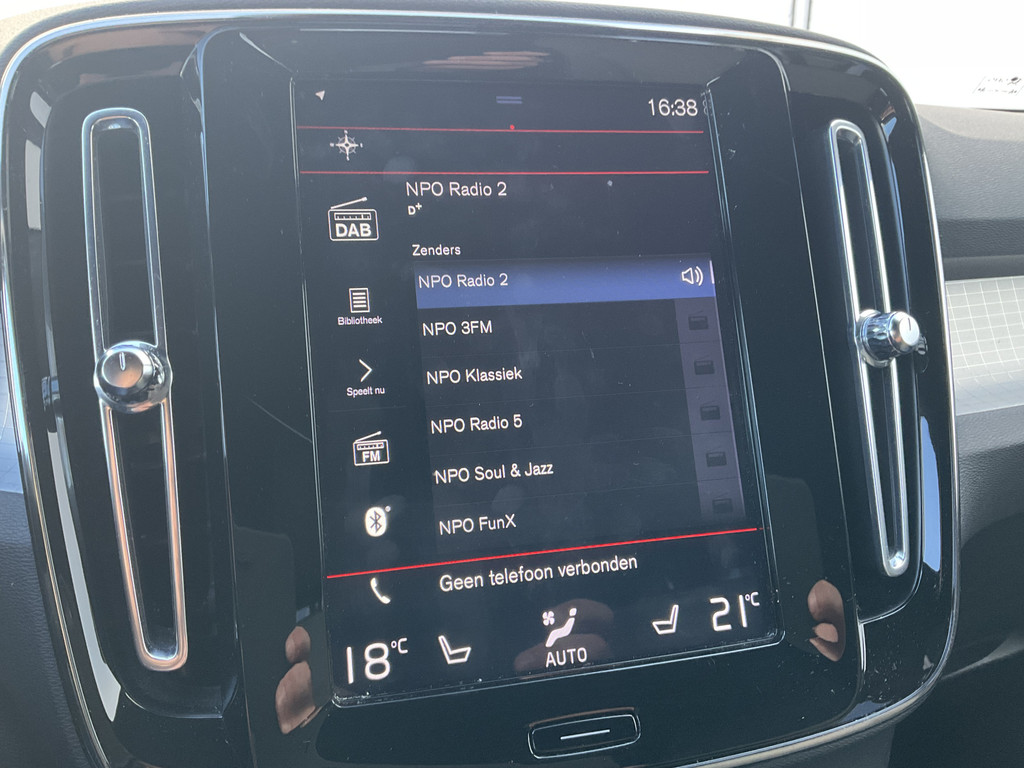 16:38
NPO Radio 2
D+
DAB
Zenders
NPO Radio 2
Bibliotheek
NPO 3FM
Speelt nu
NPO Klassiek
NPO Radio 5
FM
NPO Soul & Jazz
NPO FunX
Geen telefoon verbonden
18°C
AUTO
21°C